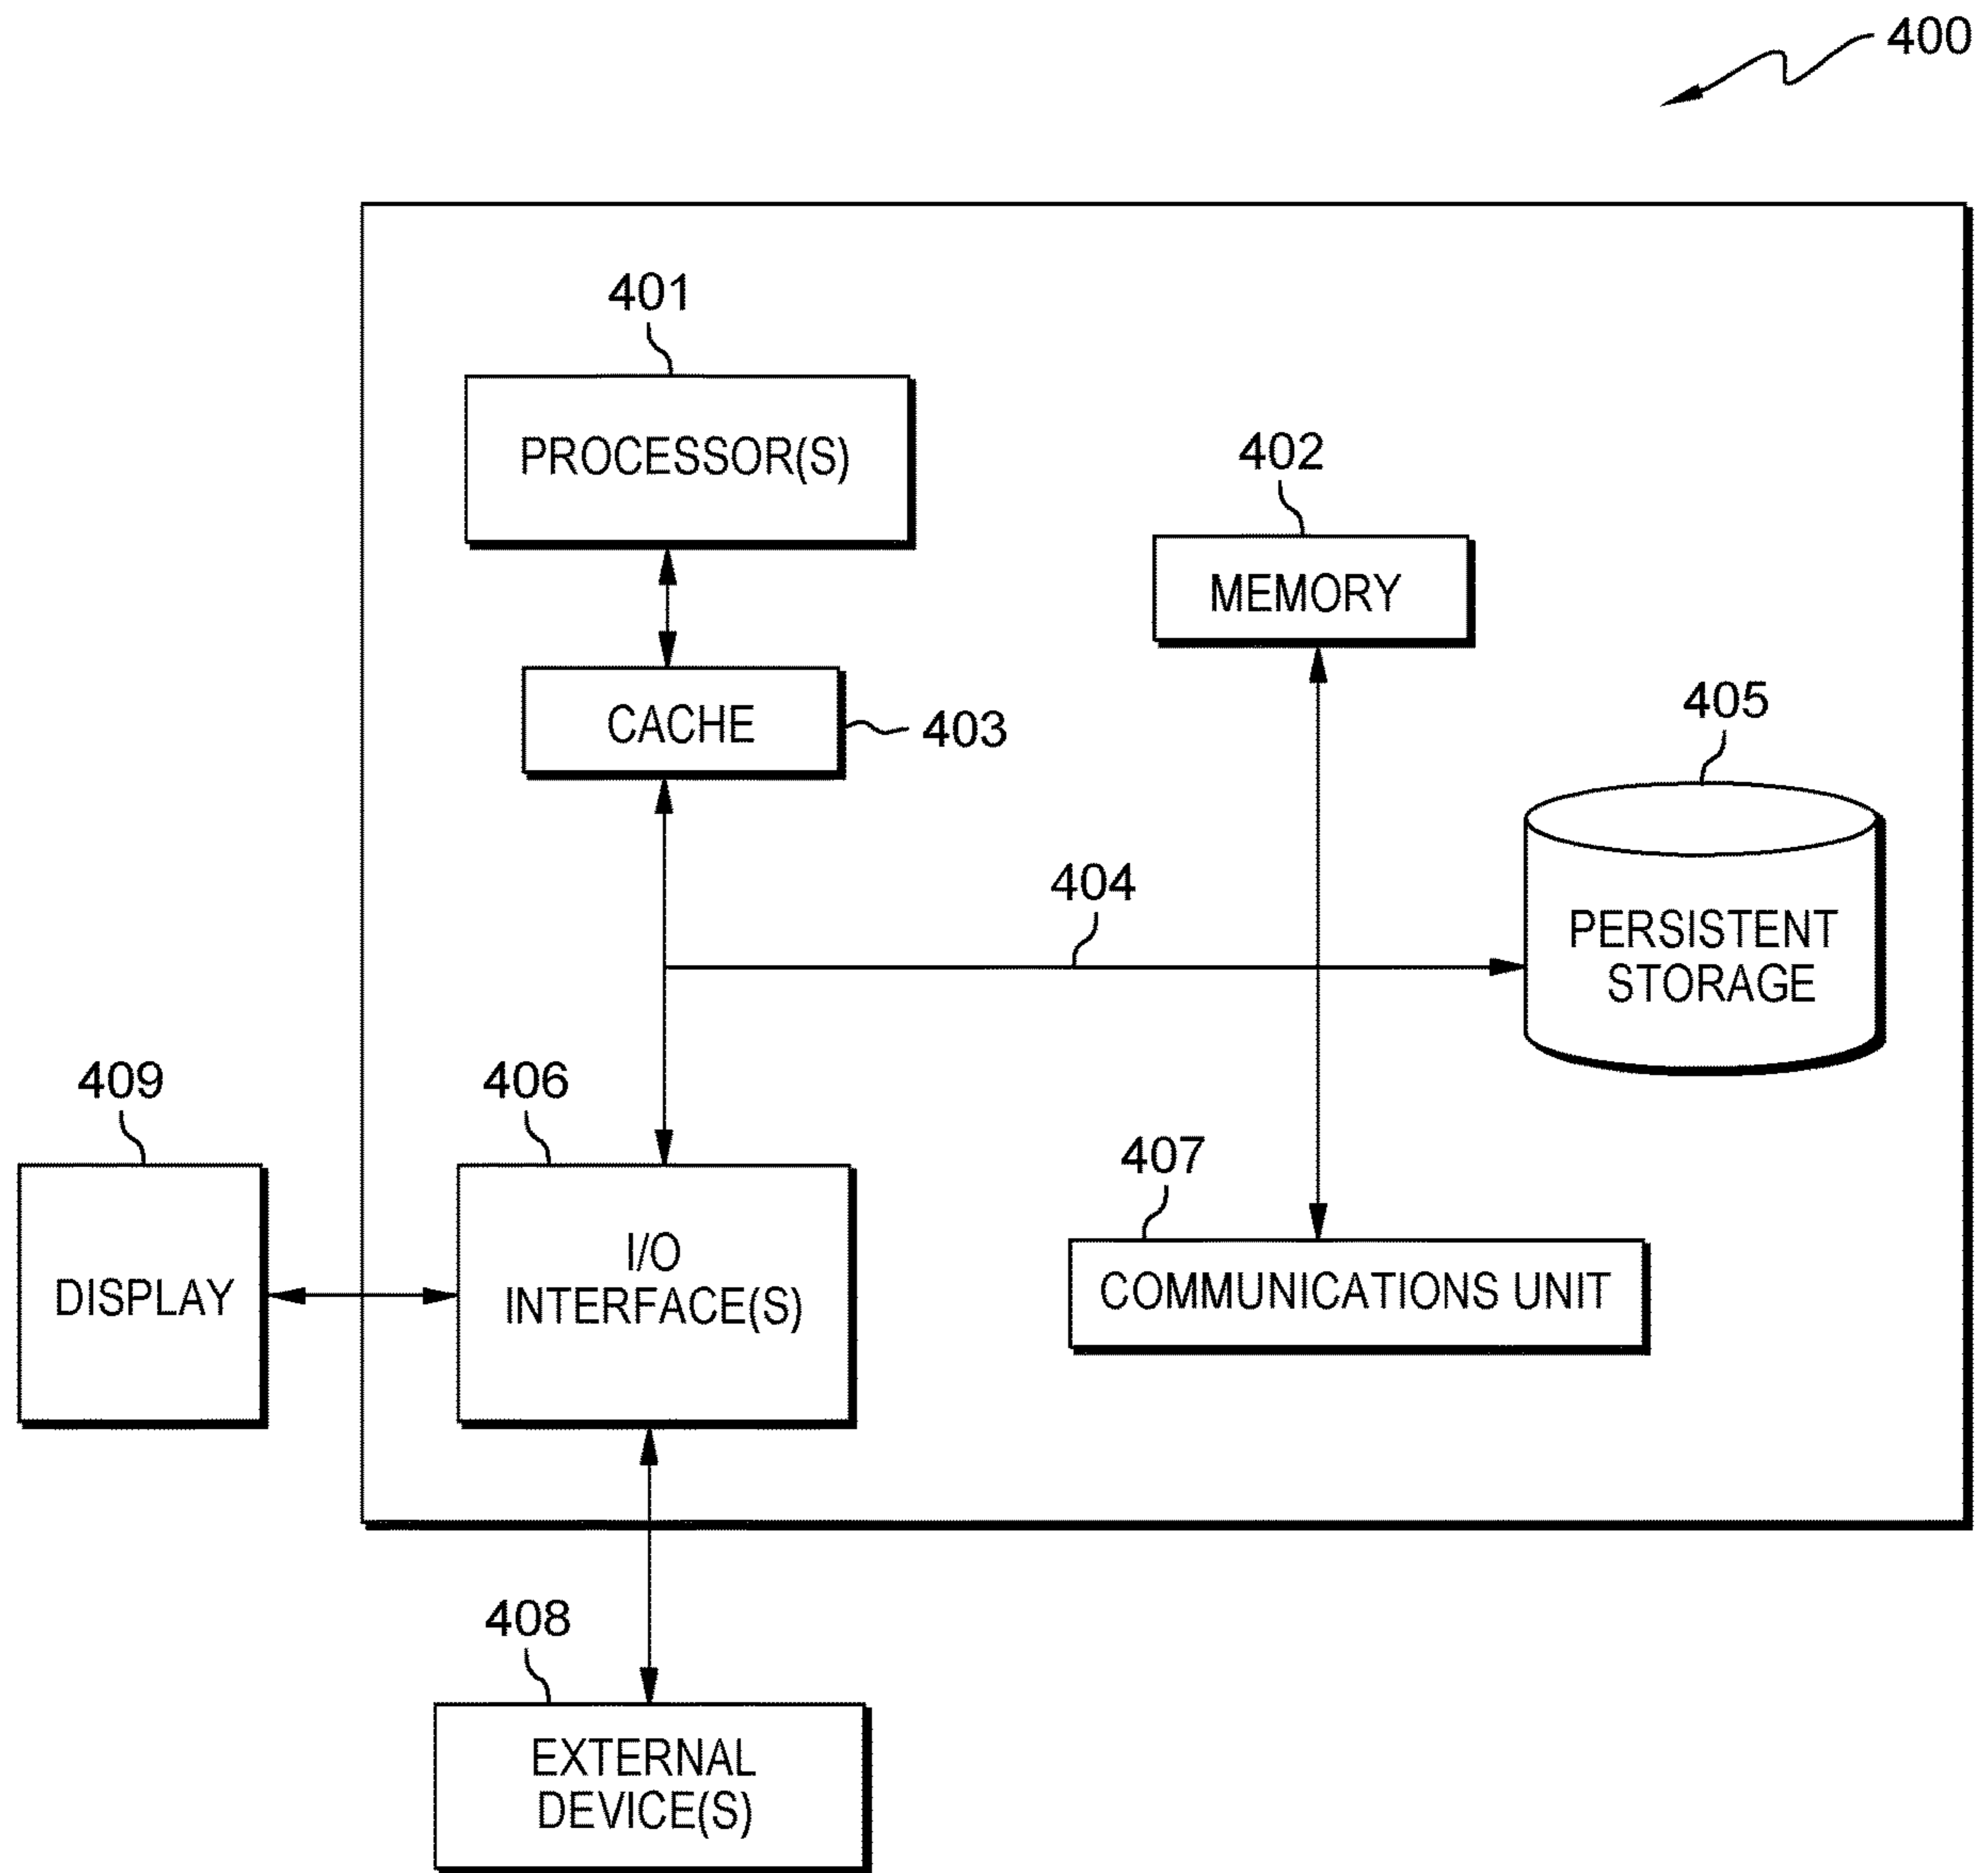 400
401
PROCESSOR(S)
402
MEMORY
CACHE
403
405
404
PERSISTENT
STORAGE
409
406
407
I/O
INTERFACE(S)
DISPLAY
COMMUNICATIONS UNIT
408
EXTERNAL
DEVICE(S)